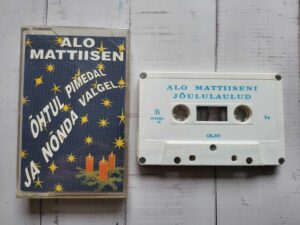 ALO
MATTIISEN
ÕHTUL PIMEDAL
JA NÕNDA VALGEL...
ALO MATTIISENI
JÕULULAULUD
B